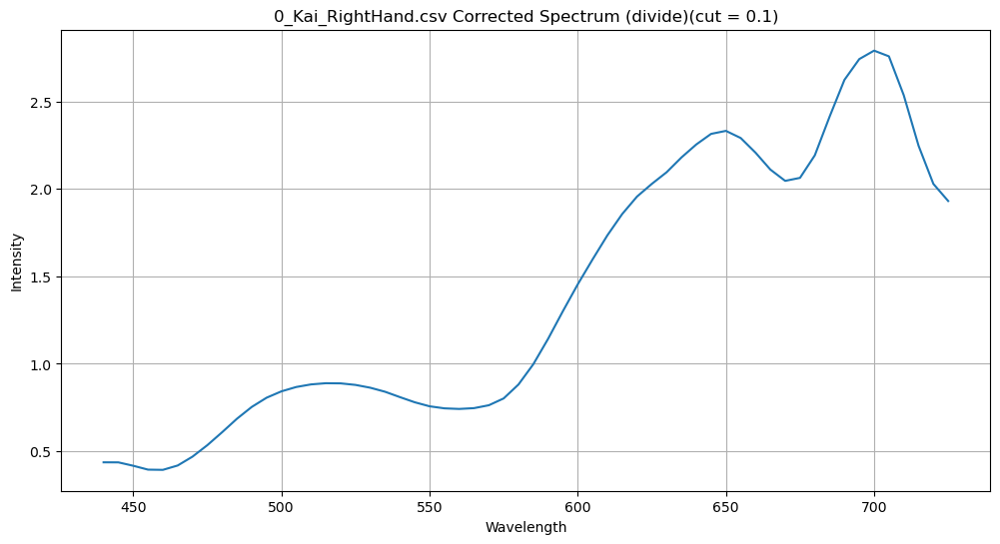 0_Kai_RightHand.csv Corrected Spectrum (divide)(cut = 0.1)
2.5
2.0
1.5
1.0
0.5
Intensity
450 500 550 600 650 700
Wavelength